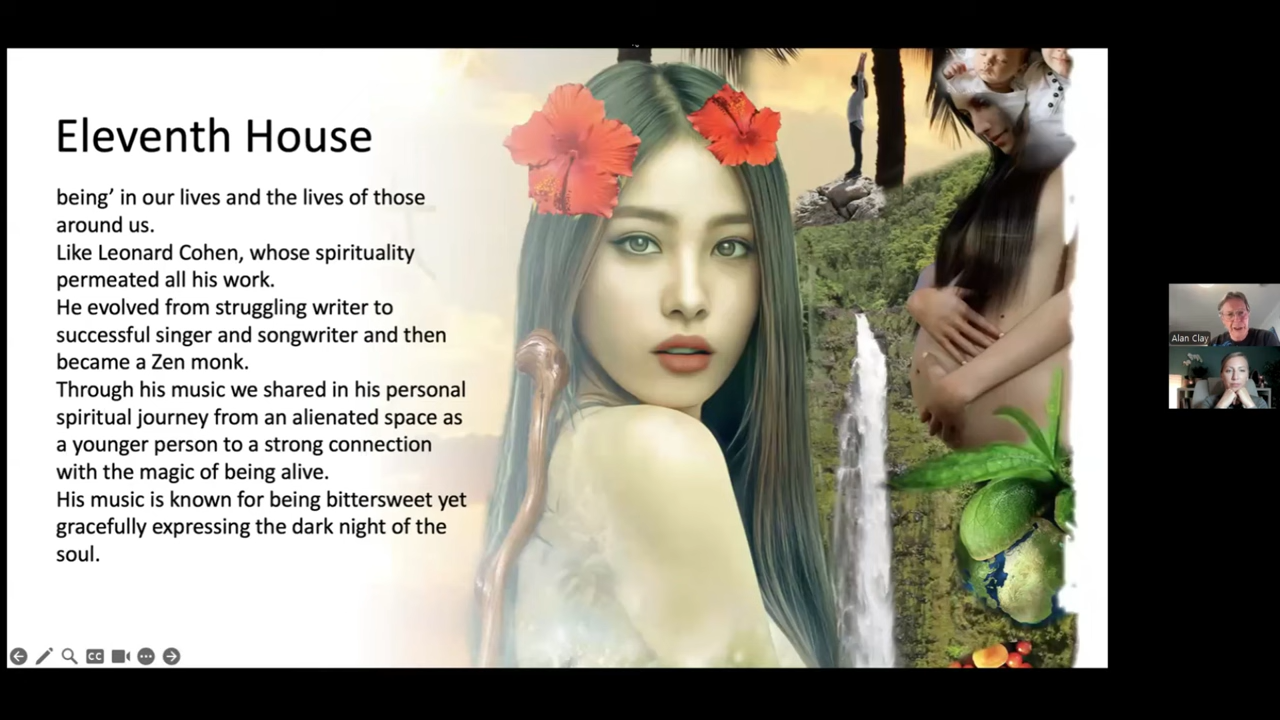 Eleventh House
being’ in our lives and the lives of those
around us.
Like Leonard Cohen, whose spirituality
permeated all his work.
He evolved from struggling writer to
successful singer and songwriter and then
became a Zen monk.
Through his music we shared in his personal
spiritual journey from an alienated space as
a younger person to a strong connection
with the magic of being alive.
His music is known for being bittersweet yet
gracefully expressing the dark night of the
soul.
Alan Clay
CC